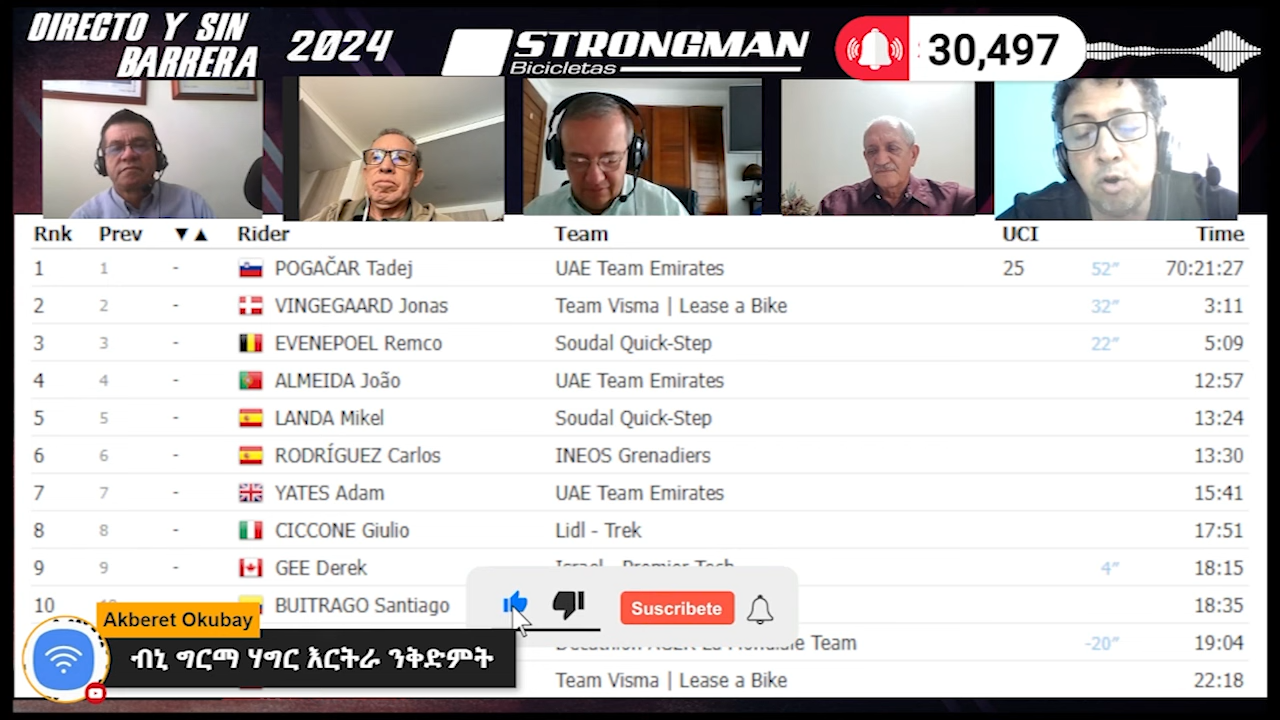 DIRECTO Y SIN
BARRERA
2024
STRONGMAN
Bicicletas
30,497
Rnk Prev ▼▲ Rider Team UCI Time
1 1 - POGAČAR Tadej UAE Team Emirates 25 52″ 70:21:27
2 2 - VINGEGAARD Jonas Team Visma | Lease a Bike 32″ 3:11
3 3 - EVENEPOEL Remco Soudal Quick-Step 22″ 5:09
4 4 - ALMEIDA João UAE Team Emirates 12:57
5 5 - LANDA Mikel Soudal Quick-Step 13:24
6 6 - RODRÍGUEZ Carlos INEOS Grenadiers 13:30
7 7 - YATES Adam UAE Team Emirates 15:41
8 8 - CICCONE Giulio Lidl - Trek 17:51
9 9 - GEE Derek Israel - Premier Tech 4″ 18:15
10 BUITRAGO Santiago 18:35
Decathlon AG2R La Mondiale Team -20″ 19:04
Team Visma | Lease a Bike 22:18
Suscribete
Akberet Okubay
ብኒ ግርማ ሃግር እርትራ ንቅድምት